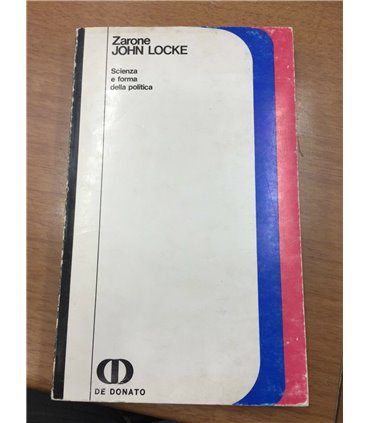 Zarone
JOHN LOCKE
Scienza
e forma
della politica
DE DONATO